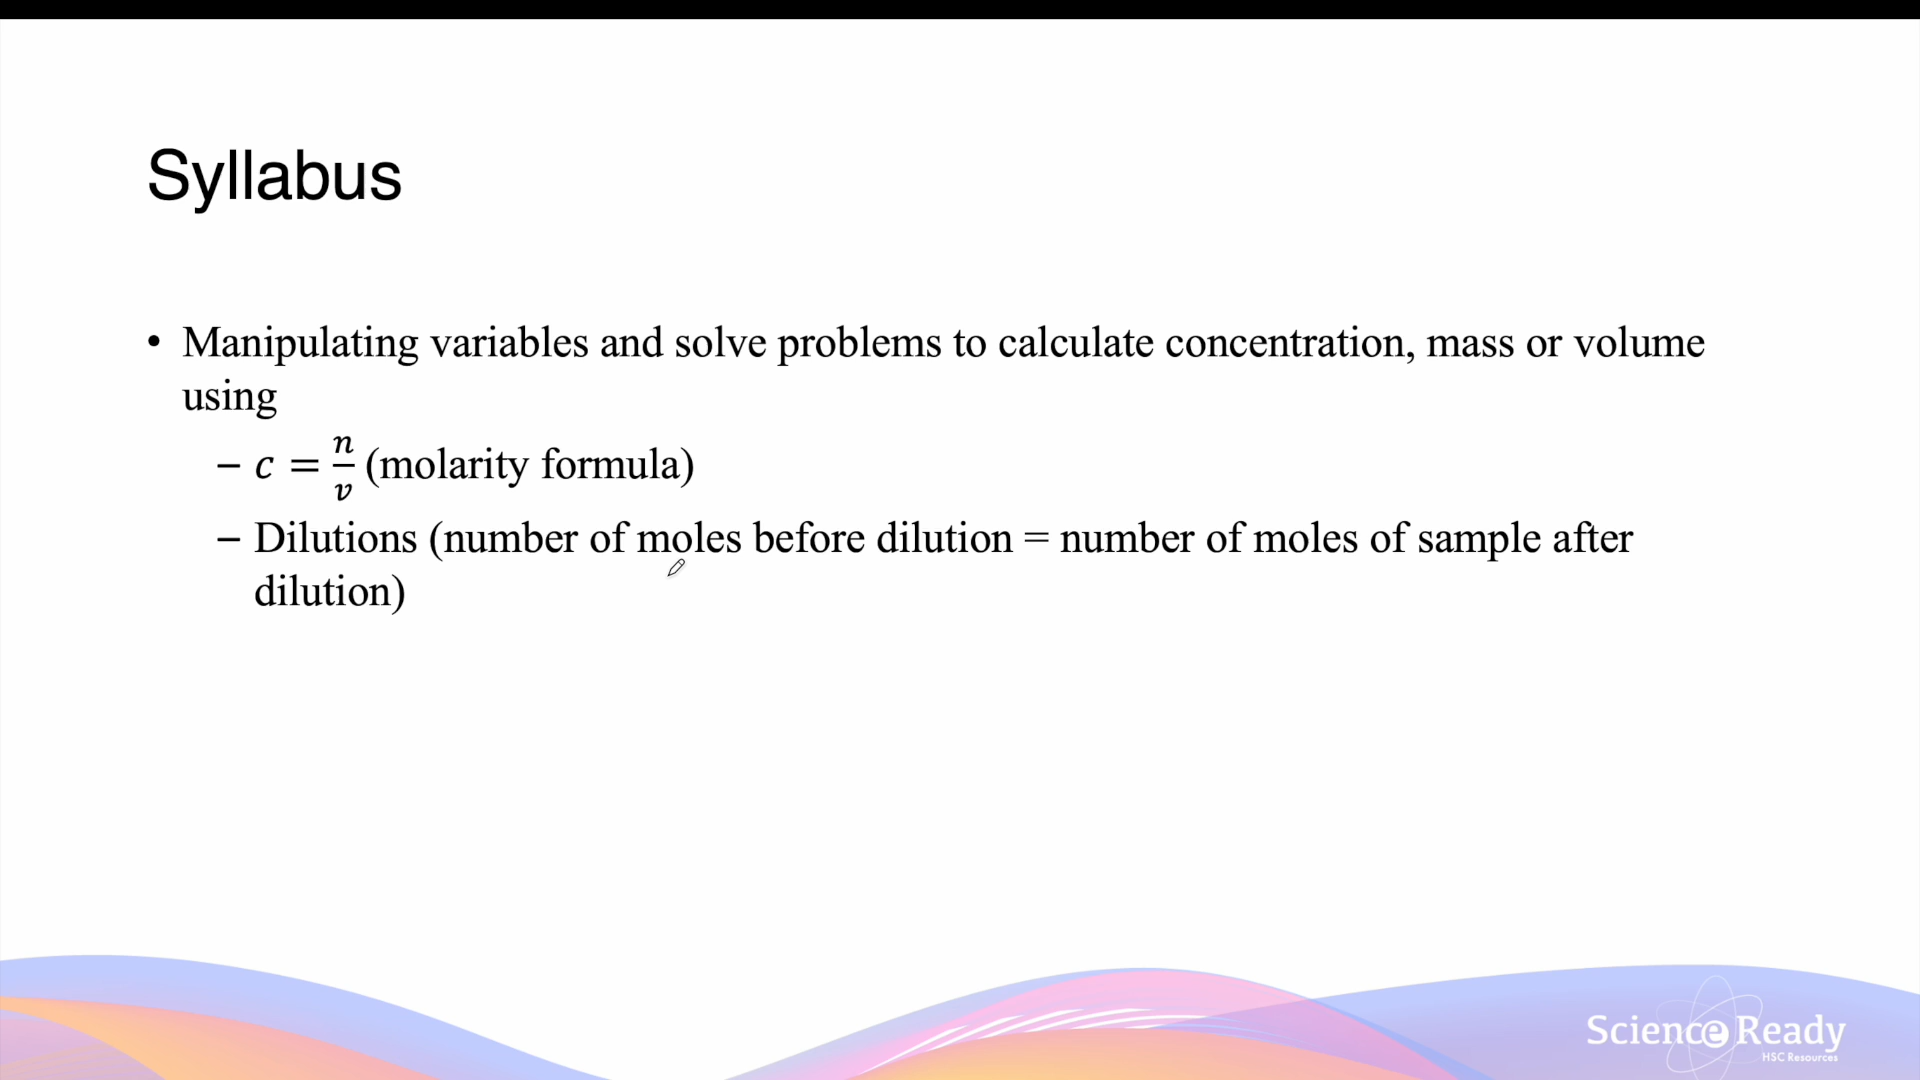 Syllabus
• Manipulating variables and solve problems to calculate concentration, mass or volume
using
– c = n/v (molarity formula)
– Dilutions (number of moles before dilution = number of moles of sample after
dilution)
Science Ready
HSC Resources